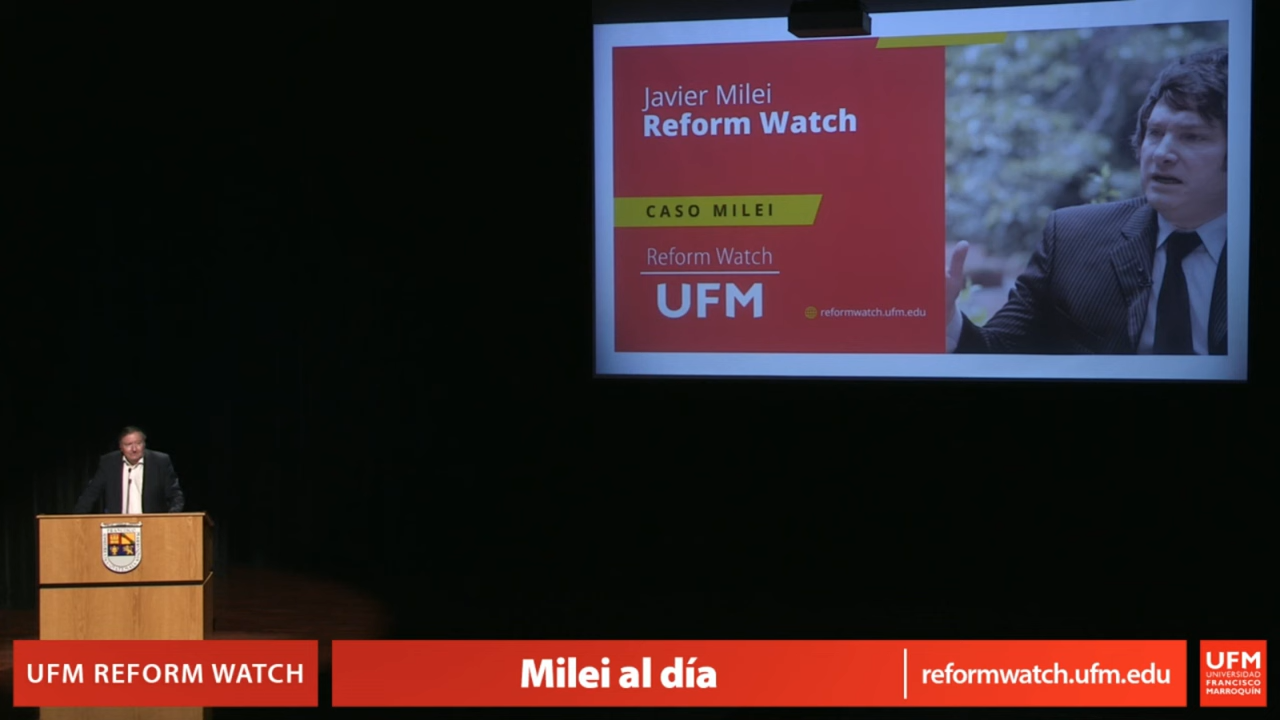 Javier Milei
Reform Watch
CASO MILEI
Reform Watch
UFM
reformwatch.ufm.edu
UFM REFORM WATCH
Milei al día
reformwatch.ufm.edu
UFM
UNIVERSIDAD
FRANCISCO
MARROQUÍN